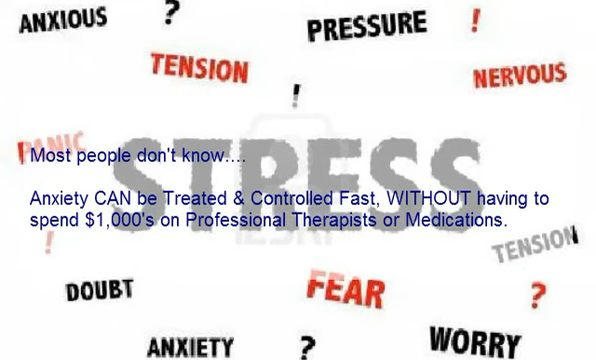 ANXIOUS ? PRESSURE !
TENSION NERVOUS
!
PANIC
STRESS
Most people don't know....
Anxiety CAN be Treated & Controlled Fast, WITHOUT having to
spend $1,000's on Professional Therapists or Medications.
! TENSION
DOUBT FEAR ?
ANXIETY ? WORRY